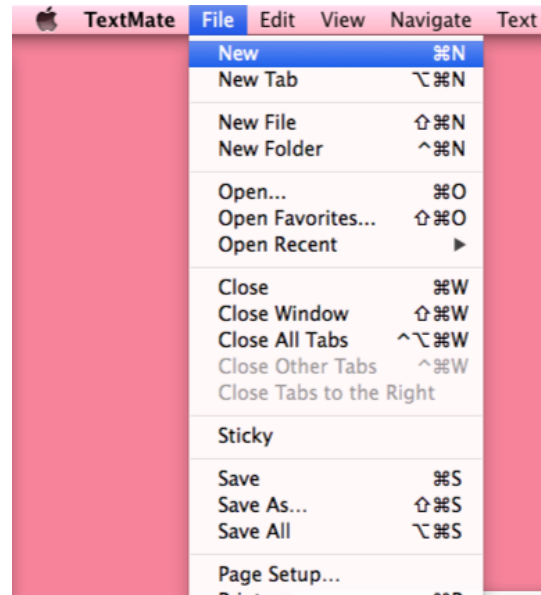 TextMate File Edit View Navigate Text
New ⌘N
New Tab ⌥⌘N
New File ⇧⌘N
New Folder ^⌘N
Open... ⌘O
Open Favorites... ⇧⌘O
Open Recent ▶
Close ⌘W
Close Window ⇧⌘W
Close All Tabs ^⌥⌘W
Close Other Tabs ^⌘W
Close Tabs to the Right
Sticky
Save ⌘S
Save As... ⇧⌘S
Save All ⌥⌘S
Page Setup...